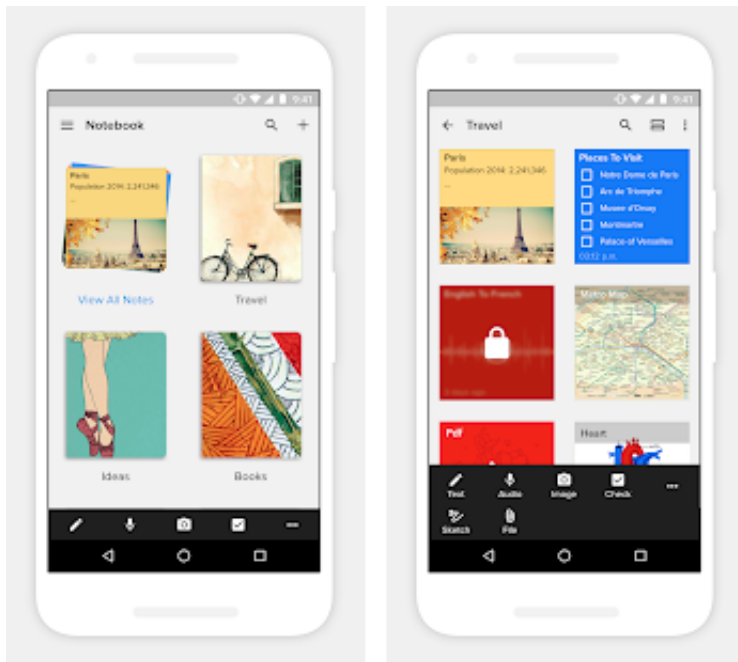 9:41
Notebook
Paris
Population 2014: 2,241,346
...
View All Notes
Travel
Ideas
Books
9:41
Travel
Paris
Population 2014: 2,241,346
...
Places To Visit
Notre Dame de Paris
Arc de Triomphe
Musee d'Orsay
Montmartre
Palace of Versailles
03:12 p.m.
English To French
Metro Map
Pdf
Heart
Text
Audio
Image
Check
Sketch
File